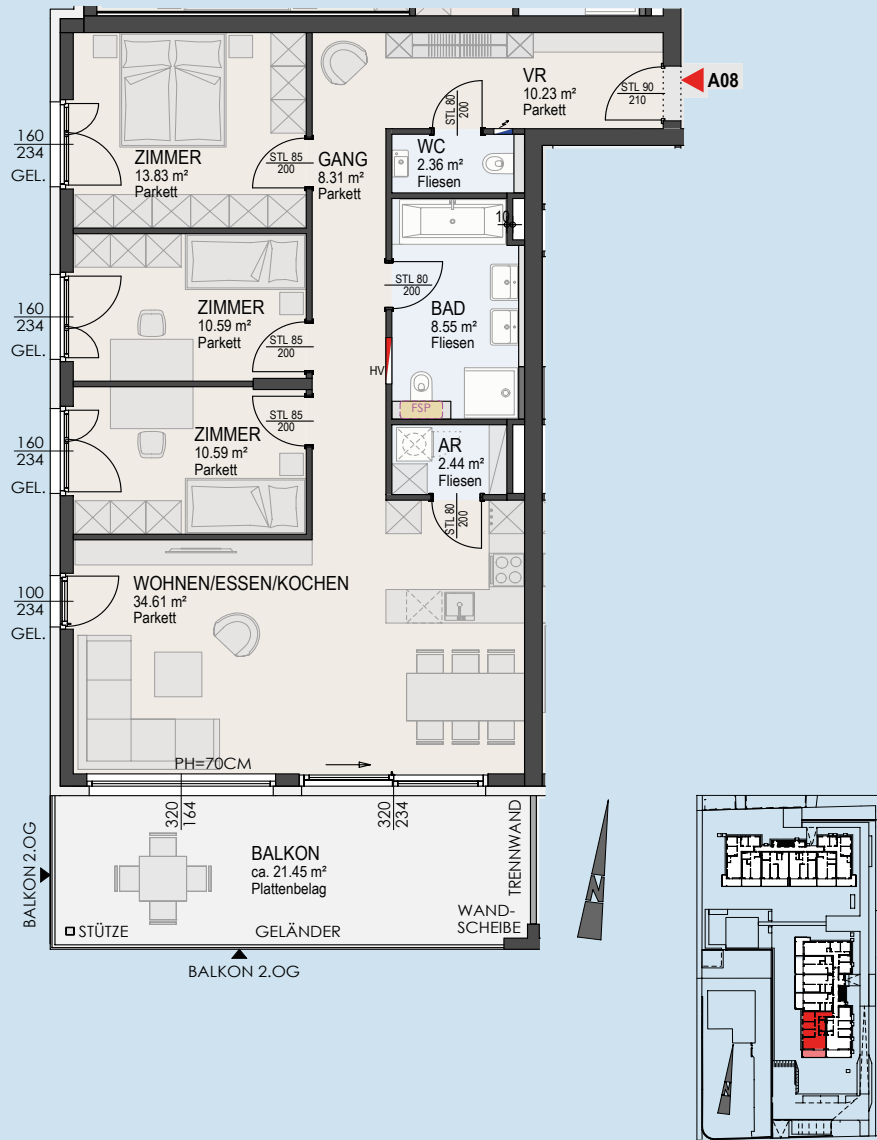 VR
10.23 m²
Parkett
STL 90
210
A08
STL 80
200
160
234
GEL.
ZIMMER
13.83 m²
Parkett
STL 85
200
GANG
8.31 m²
Parkett
WC
2.36 m²
Fliesen
10
STL 80
200
BAD
8.55 m²
Fliesen
160
234
GEL.
ZIMMER
10.59 m²
Parkett
STL 85
200
HV
FSP
160
234
GEL.
ZIMMER
10.59 m²
Parkett
STL 85
200
AR
2.44 m²
Fliesen
STL 80
200
100
234
GEL.
WOHNEN/ESSEN/KOCHEN
34.61 m²
Parkett
PH=70CM
320
164
320
234
TRENNWAND
BALKON 2.OG
BALKON
ca. 21.45 m²
Plattenbelag
STÜTZE
GELÄNDER
WAND-
SCHEIBE
BALKON 2.OG
N
N